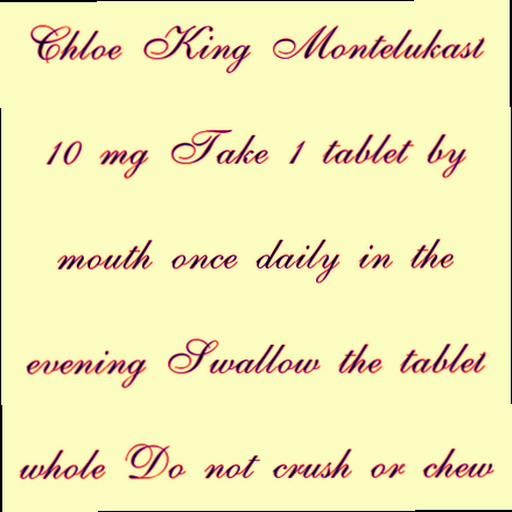 Chloe King Montelukast
10 mg Take 1 tablet by
mouth once daily in the
evening Swallow the tablet
whole Do not crush or chew